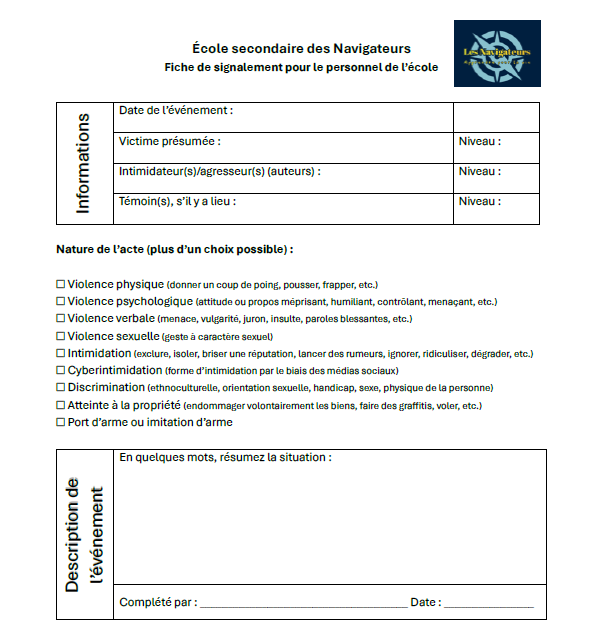 École secondaire des Navigateurs
Fiche de signalement pour le personnel de l'école
Les Navigateurs
Informations
Date de l'événement :
Victime présumée :
Niveau :
Intimidateur(s)/agresseur(s) (auteurs) :
Niveau :
Témoin(s), s'il y a lieu :
Niveau :
Nature de l'acte (plus d'un choix possible) :
☐ Violence physique (donner un coup de poing, pousser, frapper, etc.)
☐ Violence psychologique (attitude ou propos méprisant, humiliant, contrôlant, menaçant, etc.)
☐ Violence verbale (menace, vulgarité, juron, insulte, paroles blessantes, etc.)
☐ Violence sexuelle (geste à caractère sexuel)
☐ Intimidation (exclure, isoler, briser une réputation, lancer des rumeurs, ignorer, ridiculiser, dégrader, etc.)
☐ Cyberintimidation (forme d'intimidation par le biais des médias sociaux)
☐ Discrimination (ethnoculturelle, orientation sexuelle, handicap, sexe, physique de la personne)
☐ Atteinte à la propriété (endommager volontairement les biens, faire des graffitis, voler, etc.)
☐ Port d'arme ou imitation d'arme
Description de
l'événement
En quelques mots, résumez la situation :
Complété par : ___________________________________ Date : _______________